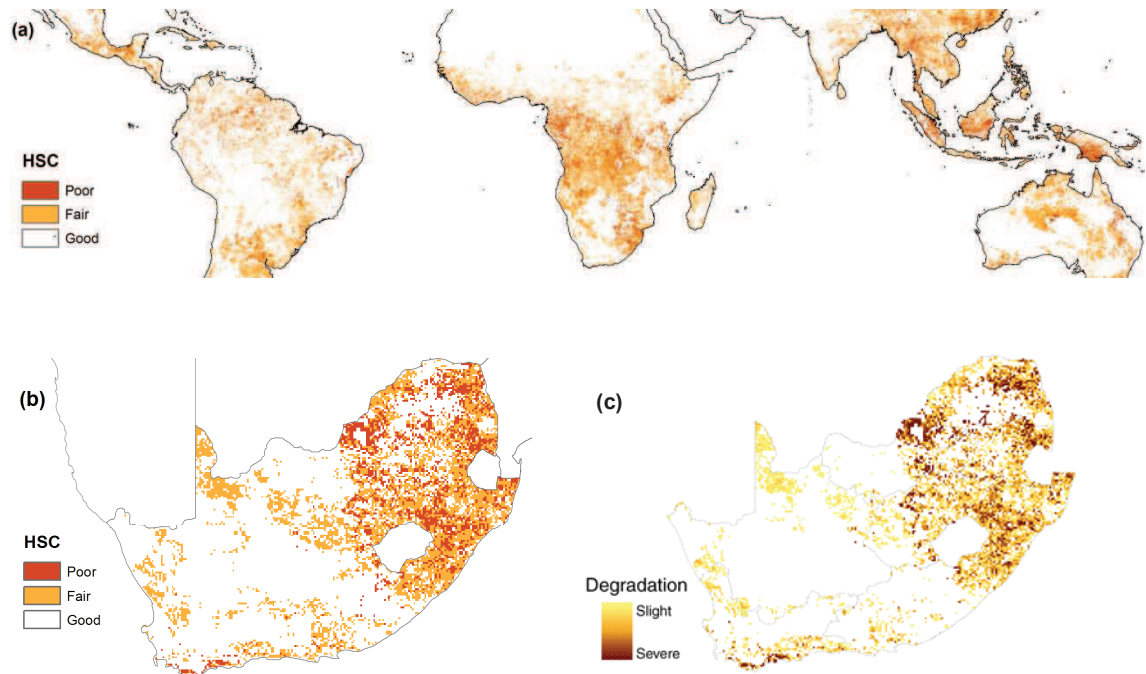 (a)
HSC
Poor
Fair
Good
(b)
HSC
Poor
Fair
Good
(c)
Degradation
Slight
Severe